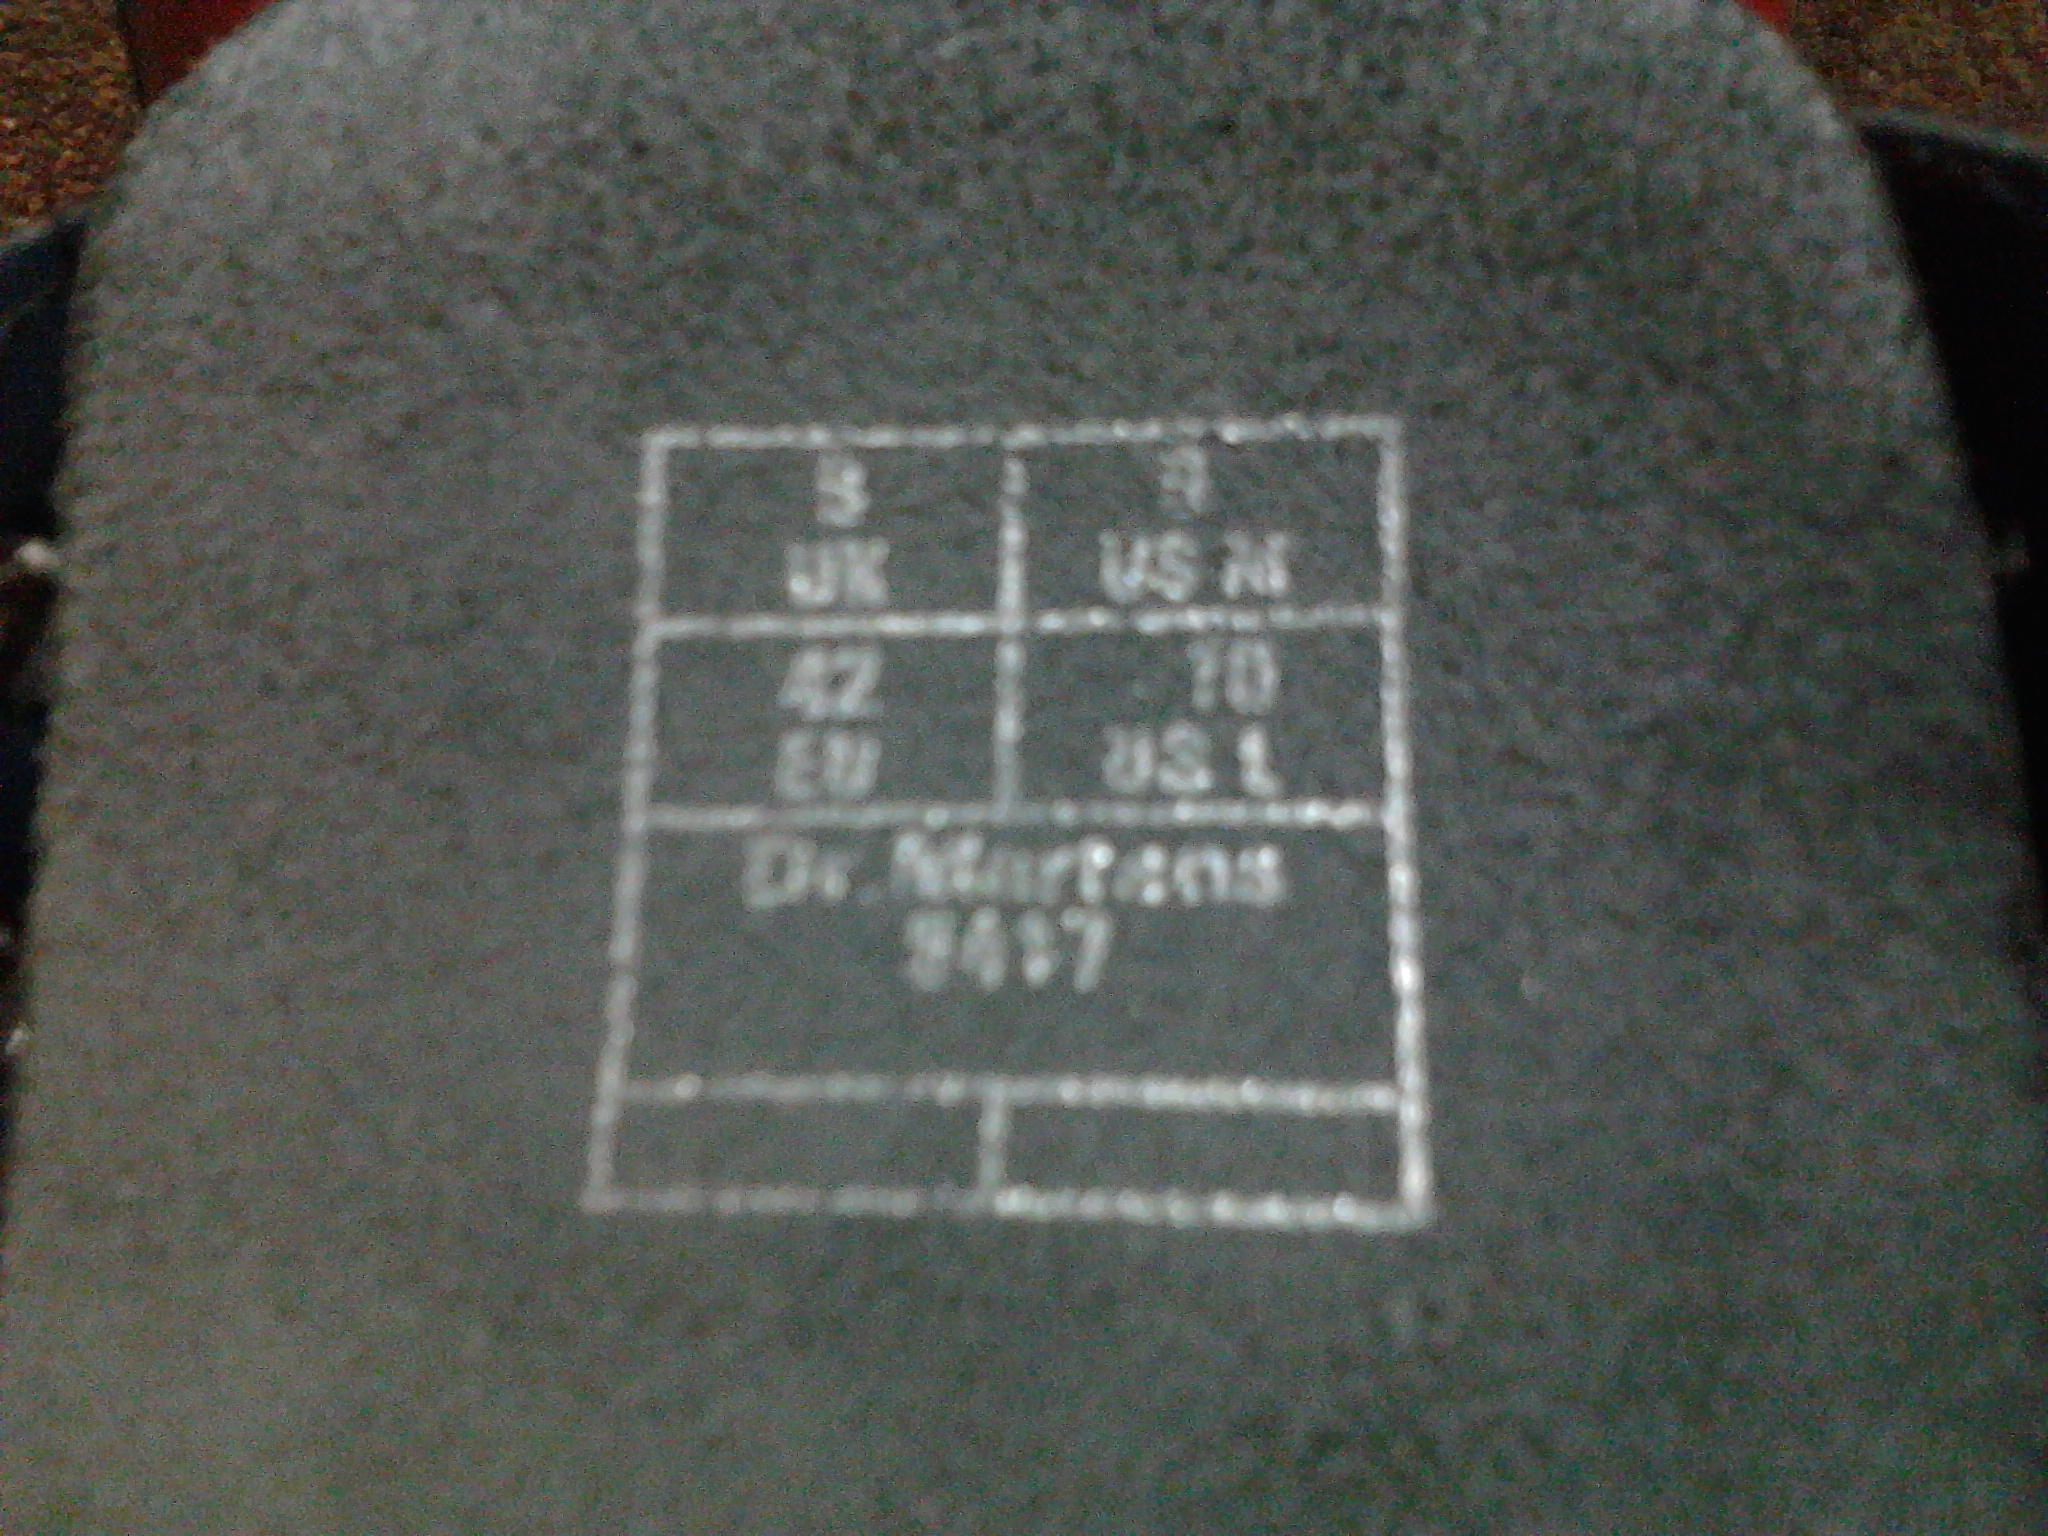 8 9
UK US M
42 10
EU US L
Dr. Martens